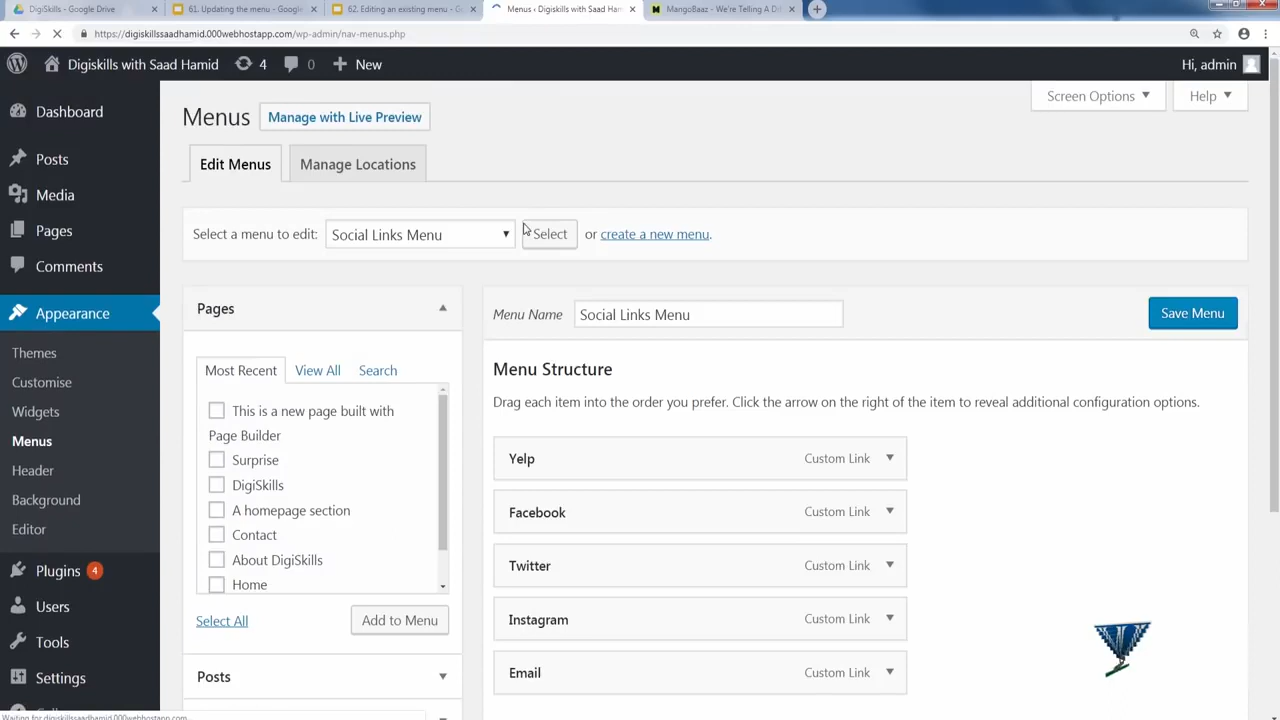 DigiSkills - Google Drive
61. Updating the menu - Google
62. Editing an existing menu - G
Menus ‹ Digiskills with Saad Ha
MangoBaaz - We're Telling A Di
https://digiskillssaadhamid.000webhostapp.com/wp-admin/nav-menus.php
Digiskills with Saad Hamid
4
0
New
Hi, admin
Screen Options
Help
Dashboard
Posts
Media
Pages
Comments
Appearance
Themes
Customise
Widgets
Menus
Header
Background
Editor
Plugins 4
Users
Tools
Settings
Menus
Manage with Live Preview
Edit Menus
Manage Locations
Select a menu to edit:
Social Links Menu
Select
or create a new menu.
Pages
Most Recent
View All
Search
This is a new page built with
Page Builder
Surprise
DigiSkills
A homepage section
Contact
About DigiSkills
Home
Select All
Add to Menu
Posts
Menu Name
Social Links Menu
Save Menu
Menu Structure
Drag each item into the order you prefer. Click the arrow on the right of the item to reveal additional configuration options.
Yelp
Custom Link
Facebook
Custom Link
Twitter
Custom Link
Instagram
Custom Link
Email
Custom Link
Waiting for digiskillssaadhamid.000webhostapp.com...